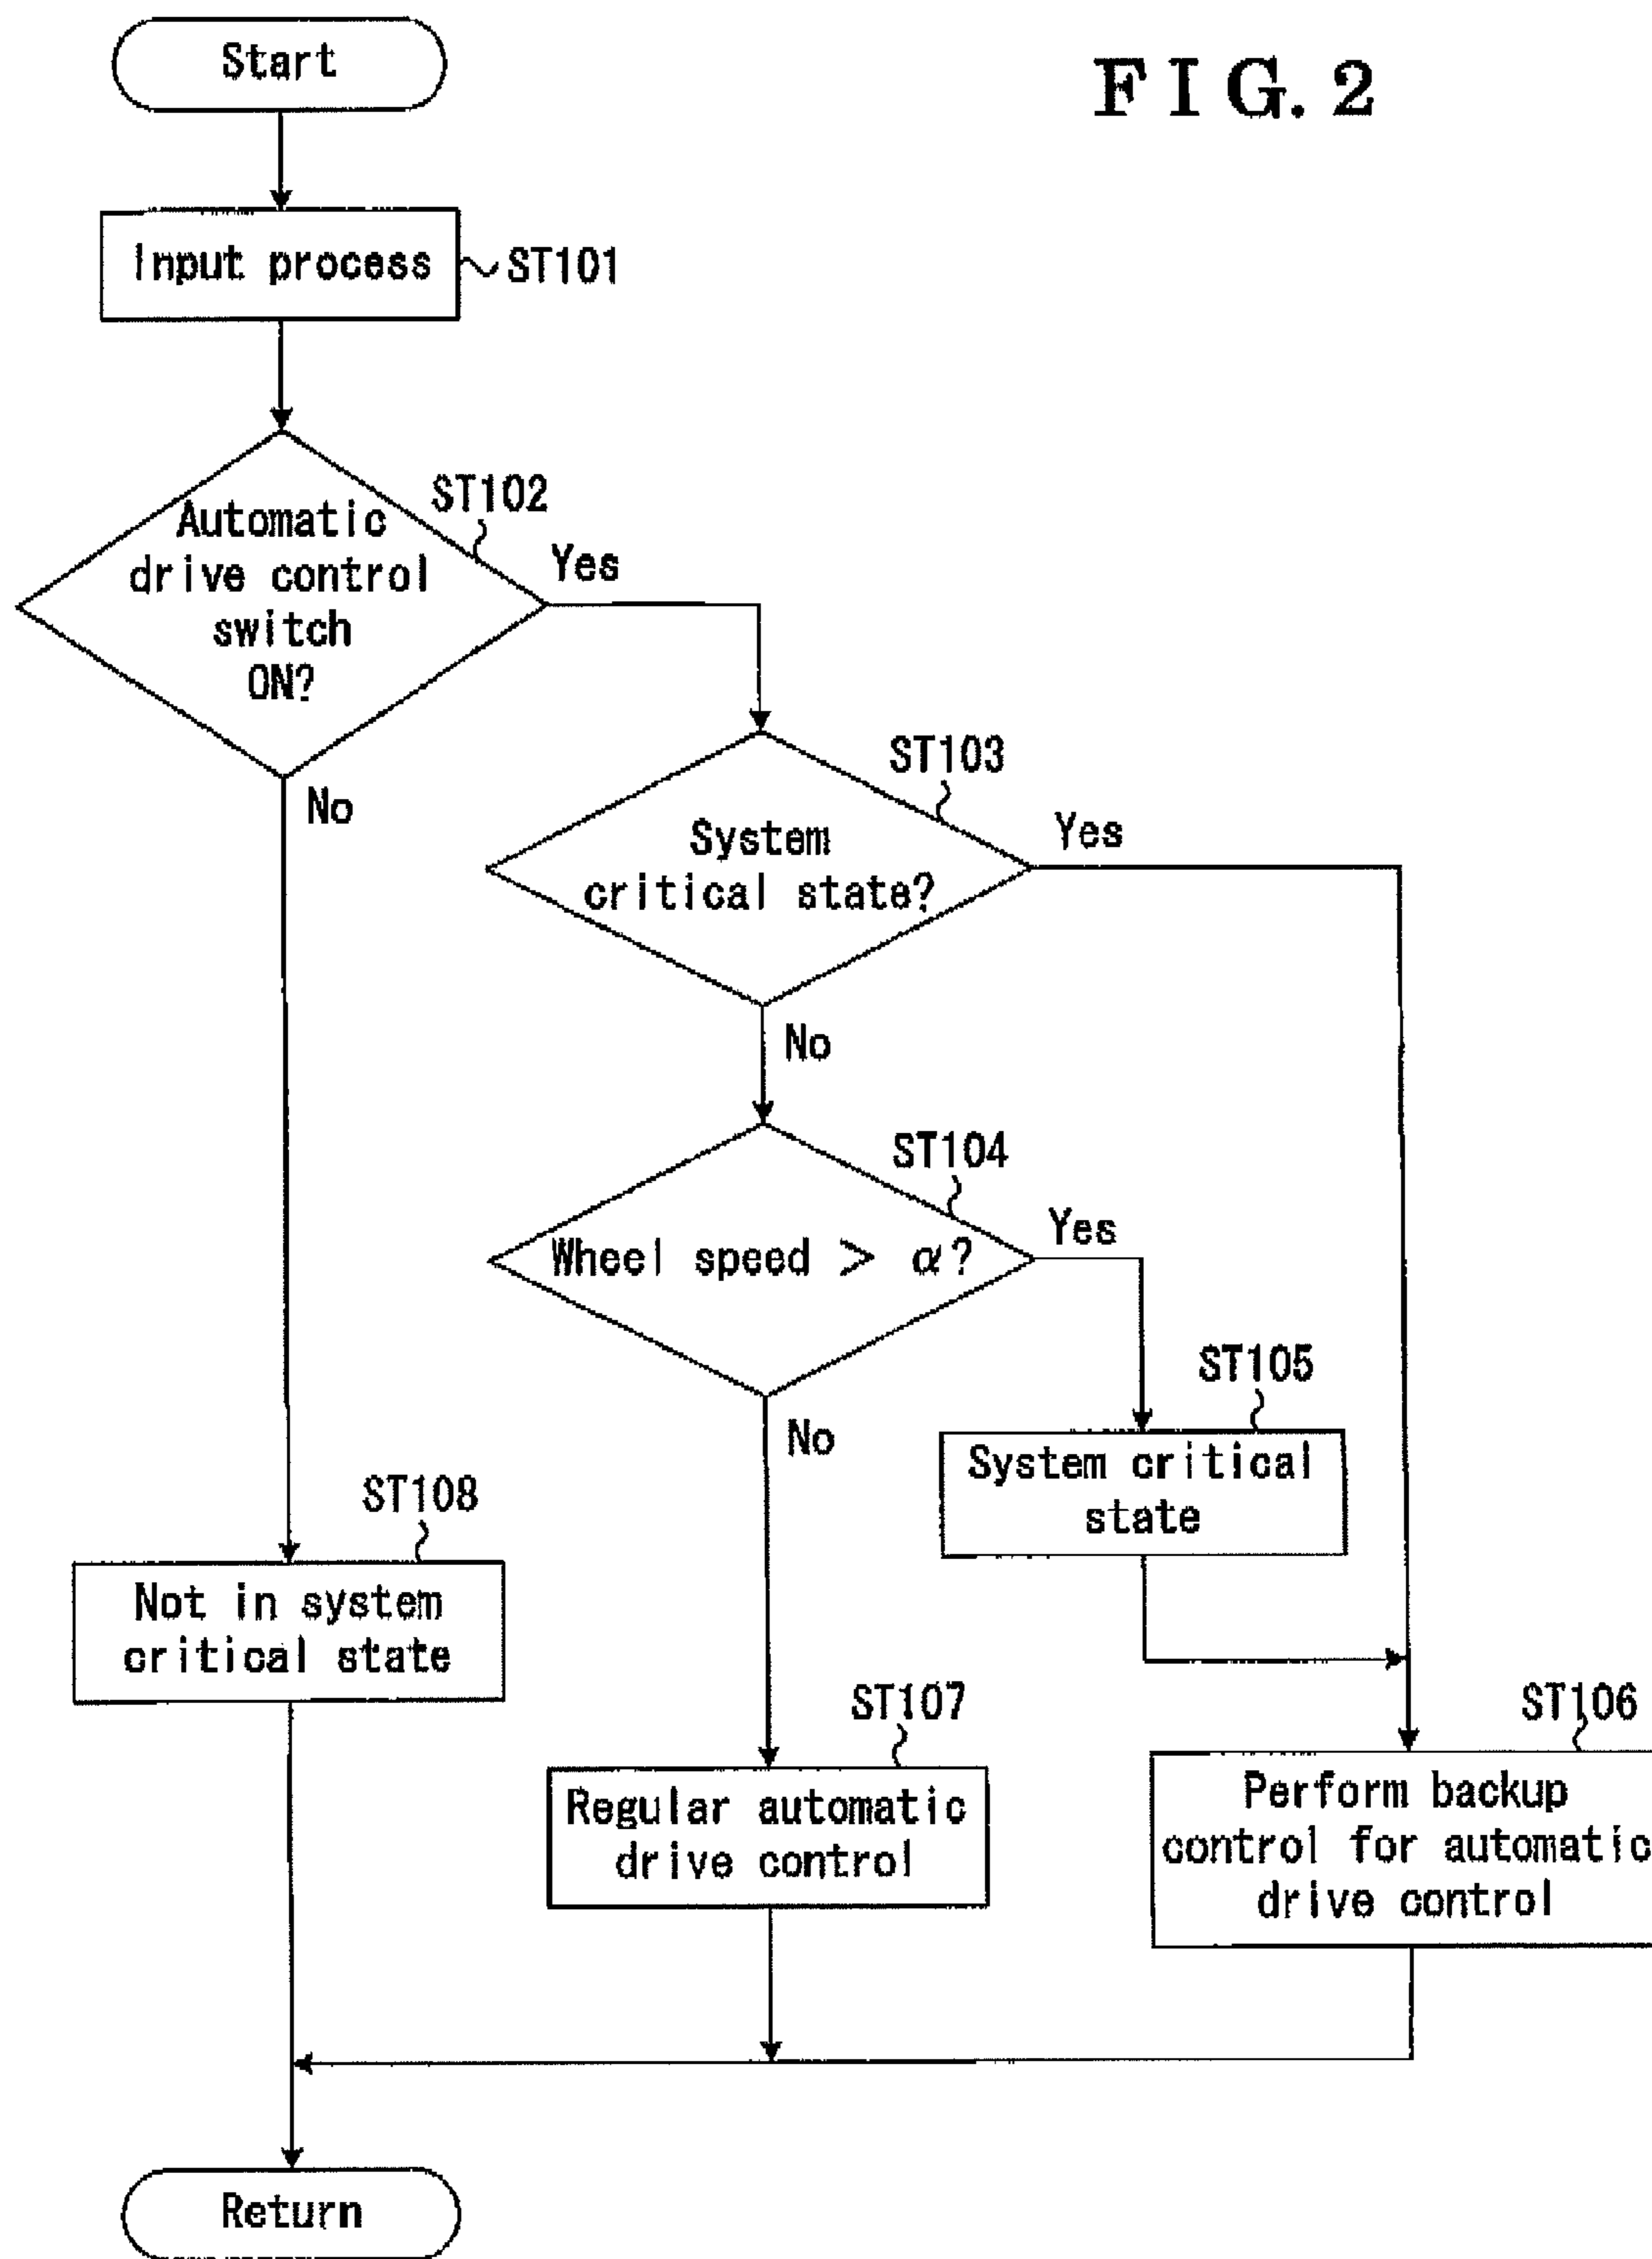 Start
FIG. 2
Input process
ST101
ST102
Automatic
drive control
switch
ON?
Yes
No
ST103
System
critical state?
Yes
No
ST104
Wheel speed > α?
Yes
No
ST105
System critical
state
ST108
Not in system
critical state
ST107
Regular automatic
drive control
ST106
Perform backup
control for automatic
drive control
Return